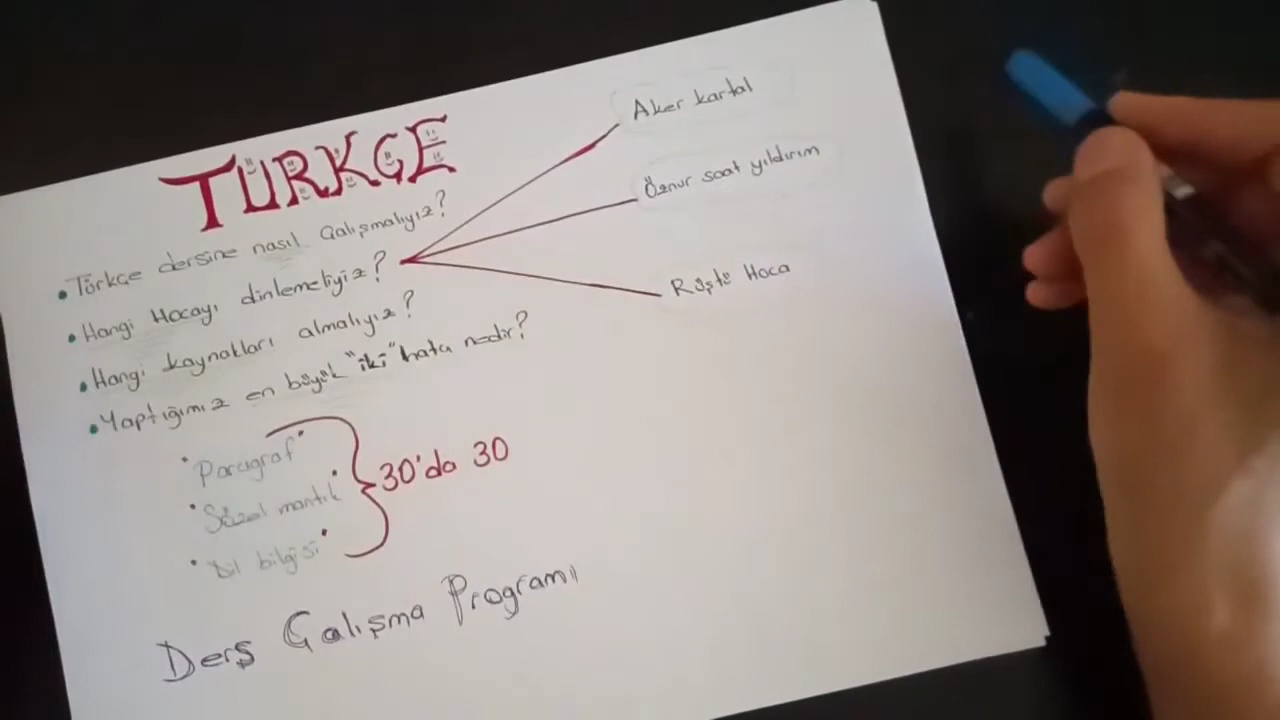 TÜRKÇE
• Türkçe dersine nasıl Çalışmalıyız?
• Hangi Hocayı dinlemeliyiz?
• Hangi kaynakları almalıyız?
• Yaptığımız en büyük "iki" hata nedir?
Aker kartal
Öznur saat yıldırım
Rüştü Hoca
"Paragraf"
"Sözel mantık"
"Dil bilgisi"
30'da 30
Ders Çalışma Programı